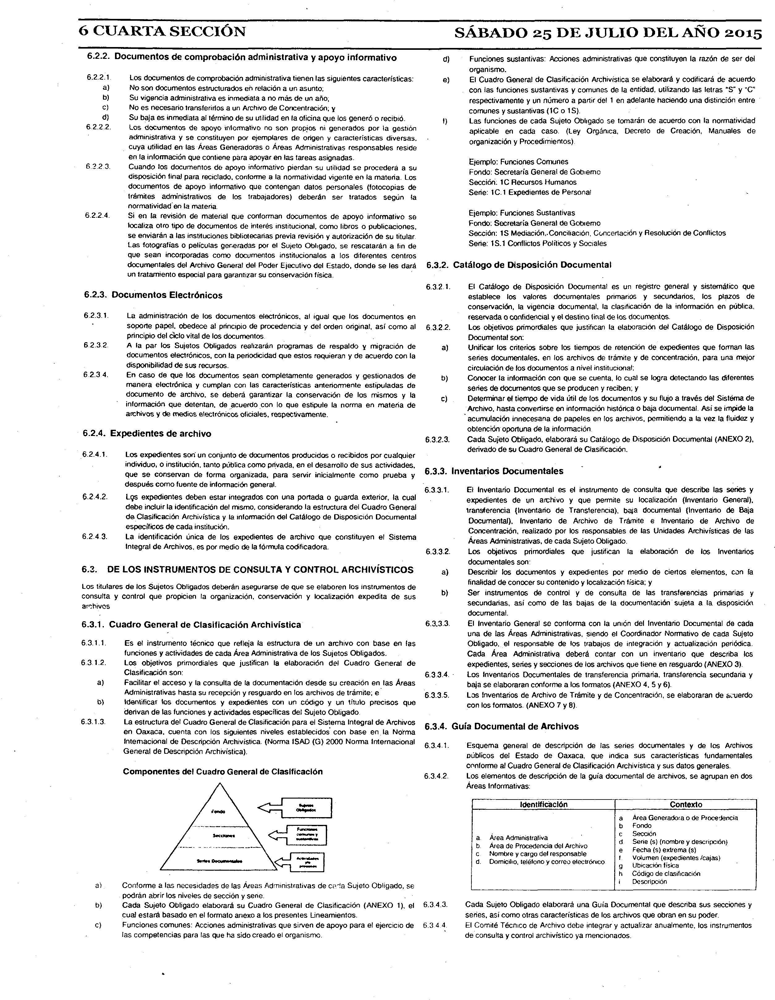 6 CUARTA SECCIÓN
SÁBADO 25 DE JULIO DEL AÑO 2015
6.2.2. Documentos de comprobación administrativa y apoyo informativo
6.2.2.1. Los documentos de comprobación administrativa tienen las siguientes características:
a) No son documentos estructurados en relación a un asunto;
b) Su vigencia administrativa es inmediata a no más de un año;
c) No es necesario transferirlos a un Archivo de Concentración; y
d) Su baja es inmediata al término de su utilidad en la oficina que los generó o recibió.
6.2.2.2. Los documentos de apoyo informativo no son propios ni generados por la gestión
administrativa y se constituyen por ejemplares de origen y características diversas,
cuya utilidad en las Áreas Generadoras o Áreas Administrativas responsables reside
en la información que contiene para apoyar en las tareas asignadas.
6.2.2.3. Cuando los documentos de apoyo informativo pierdan su utilidad se procederá a su
disposición final para reciclado, conforme a la normatividad vigente en la materia. Los
documentos de apoyo informativo que contengan datos personales (fotocopias de
trámites administrativos de los trabajadores) deberán ser tratados según la
normatividad en la materia.
6.2.2.4. Si en la revisión de material que conforman documentos de apoyo informativo se
localiza otro tipo de documentos de interés institucional, como libros o publicaciones,
se enviarán a las instituciones bibliotecarias previa revisión y autorización de su titular.
Las fotografías o películas generadas por el Sujeto Obligado, se rescatarán a fin de
que sean incorporadas como documentos institucionales a los diferentes centros
documentales del Archivo General del Poder Ejecutivo del Estado, donde se les dará
un tratamiento especial para garantizar su conservación física.
6.2.3. Documentos Electrónicos
6.2.3.1. La administración de los documentos electrónicos, al igual que los documentos en
soporte papel, obedece al principio de procedencia y del orden original, así como al
principio del ciclo vital de los documentos.
6.2.3.2. A la par los Sujetos Obligados realizarán programas de respaldo y migración de
documentos electrónicos, con la periodicidad que estos requieran y de acuerdo con la
disponibilidad de sus recursos.
6.2.3.4. En caso de que los documentos sean completamente generados y gestionados de
manera electrónica y cumplan con las características anteriormente estipuladas de
documento de archivo, se deberá garantizar la conservación de los mismos y la
información que detentan, de acuerdo con lo que estipule la norma en materia de
archivos y de medios electrónicos oficiales, respectivamente.
6.2.4. Expedientes de archivo
6.2.4.1. Los expedientes son un conjunto de documentos producidos o recibidos por cualquier
individuo, o institución, tanto pública como privada, en el desarrollo de sus actividades,
que se conservan de forma organizada, para servir inicialmente como prueba y
después como fuente de información general.
6.2.4.2. Los expedientes deben estar integrados con una portada o guarda exterior, la cual
debe incluir la identificación del mismo, considerando la estructura del Cuadro General
de Clasificación Archivística y la información del Catálogo de Disposición Documental
específicos de cada institución.
6.2.4.3. La identificación única de los expedientes de archivo que constituyen el Sistema
Integral de Archivos, es por medio de la fórmula codificadora.
6.3. DE LOS INSTRUMENTOS DE CONSULTA Y CONTROL ARCHIVÍSTICOS
Los titulares de los Sujetos Obligados deberán asegurarse de que se elaboren los instrumentos de
consulta y control que propicien la organización, conservación y localización expedita de sus
archivos
6.3.1. Cuadro General de Clasificación Archivística
6.3.1.1. Es el instrumento técnico que refleja la estructura de un archivo con base en las
funciones y actividades de cada Área Administrativa de los Sujetos Obligados.
6.3.1.2. Los objetivos primordiales que justifican la elaboración del Cuadro General de
Clasificación son:
a) Facilitar el acceso y la consulta de la documentación desde su creación en las Áreas
Administrativas hasta su recepción y resguardo en los archivos de trámite; e
b) Identificar los documentos y expedientes con un código y un título precisos que
derivan de las funciones y actividades específicas del Sujeto Obligado.
6.3.1.3. La estructura del Cuadro General de Clasificación para el Sistema Integral de Archivos
en Oaxaca, cuenta con los siguientes niveles establecidos con base en la Norma
Internacional de Descripción Archivística. (Norma ISAD (G) 2000 Norma Internacional
General de Descripción Archivística).
Componentes del Cuadro General de Clasificación
Fondo
Sujetos
Obligados
Secciones
Funciones
comunes y
sustantivas
Series Documentales
Actividades
y/o
procesos
a) Conforme a las necesidades de las Áreas Administrativas de cada Sujeto Obligado, se
podrán abrir los niveles de sección y serie.
b) Cada Sujeto Obligado elaborará su Cuadro General de Clasificación (ANEXO 1), el
cual estará basado en el formato anexo a los presentes Lineamientos.
c) Funciones comunes: Acciones administrativas que sirven de apoyo para el ejercicio de
las competencias para las que ha sido creado el organismo.
d) Funciones sustantivas: Acciones administrativas que constituyen la razón de ser del
organismo.
e) El Cuadro General de Clasificación Archivística se elaborará y codificará de acuerdo
con las funciones sustantivas y comunes de la entidad, utilizando las letras "S" y "C"
respectivamente y un número a partir del 1 en adelante haciendo una distinción entre
comunes y sustantivas (1C o 1S).
f) Las funciones de cada Sujeto Obligado se tomarán de acuerdo con la normatividad
aplicable en cada caso. (Ley Orgánica, Decreto de Creación, Manuales de
organización y Procedimientos).
Ejemplo: Funciones Comunes
Fondo: Secretaría General de Gobierno
Sección: 1C Recursos Humanos
Serie: 1C.1 Expedientes de Personal
Ejemplo: Funciones Sustantivas
Fondo: Secretaría General de Gobierno
Sección: 1S Mediación, Conciliación, Concertación y Resolución de Conflictos
Serie: 1S.1 Conflictos Políticos y Sociales
6.3.2. Catálogo de Disposición Documental
6.3.2.1. El Catálogo de Disposición Documental es un registro general y sistemático que
establece los valores documentales primarios y secundarios, los plazos de
conservación, la vigencia documental, la clasificación de la información en pública,
reservada o confidencial y el destino final de los documentos.
6.3.2.2. Los objetivos primordiales que justifican la elaboración del Catálogo de Disposición
Documental son:
a) Unificar los criterios sobre los tiempos de retención de expedientes que forman las
series documentales, en los archivos de trámite y de concentración, para una mejor
circulación de los documentos a nivel institucional;
b) Conocer la información con que se cuenta, lo cual se logra detectando las diferentes
series de documentos que se producen y reciben; y
c) Determinar el tiempo de vida útil de los documentos y su flujo a través del Sistema de
Archivo, hasta convertirse en información histórica o baja documental. Así se impide la
acumulación innecesaria de papeles en los archivos, permitiendo a la vez la fluidez y
obtención oportuna de la información.
6.3.2.3. Cada Sujeto Obligado, elaborará su Catálogo de Disposición Documental (ANEXO 2),
derivado de su Cuadro General de Clasificación.
6.3.3. Inventarios Documentales
6.3.3.1. El Inventario Documental es el instrumento de consulta que describe las series y
expedientes de un archivo y que permite su localización (Inventario General),
transferencia (Inventario de Transferencia), baja documental (Inventario de Baja
Documental), Inventario de Archivo de Trámite e Inventario de Archivo de
Concentración, realizado por los responsables de las Unidades Archivísticas de las
Áreas Administrativas, de cada Sujeto Obligado.
6.3.3.2. Los objetivos primordiales que justifican la elaboración de los Inventarios
documentales son:
a) Describir los documentos y expedientes por medio de ciertos elementos, con la
finalidad de conocer su contenido y localización física; y
b) Ser instrumentos de control y de consulta de las transferencias primarias y
secundarias, así como de las bajas de la documentación sujeta a la disposición
documental.
6.3.3.3. El Inventario General se conforma con la unión del Inventario Documental de cada
una de las Áreas Administrativas, siendo el Coordinador Normativo de cada Sujeto
Obligado, el responsable de los trabajos de integración y actualización periódica.
Cada Área Administrativa deberá contar con un inventario que describa los
expedientes, series y secciones de los archivos que tiene en resguardo (ANEXO 3).
6.3.3.4. Los Inventarios Documentales de transferencia primaria, transferencia secundaria y
baja se elaboraran conforme a los formatos (ANEXO 4, 5 y 6).
6.3.3.5. Los Inventarios de Archivo de Trámite y de Concentración, se elaboraran de acuerdo
con los formatos. (ANEXO 7 y 8).
6.3.4. Guía Documental de Archivos
6.3.4.1. Esquema general de descripción de las series documentales y de los Archivos
públicos del Estado de Oaxaca, que indica sus características fundamentales
conforme al Cuadro General de Clasificación Archivística y sus datos generales.
6.3.4.2. Los elementos de descripción de la guía documental de archivos, se agrupan en dos
Áreas Informativas:
Identificación
a. Área Administrativa
b. Área de Procedencia del Archivo
c. Nombre y cargo del responsable
d. Domicilio, teléfono y correo electrónico
Contexto
a Área Generadora o de Procedencia
b Fondo
c Sección
d. Serie (s) (nombre y descripción)
e Fecha (s) extrema (s)
f. Volumen (expedientes /cajas)
g Ubicación física
h Código de clasificación
i Descripción
6.3.4.3. Cada Sujeto Obligado elaborará una Guía Documental que describa sus secciones y
series, así como otras características de los archivos que obran en su poder.
6.3.4.4. El Comité Técnico de Archivo debe integrar y actualizar anualmente, los instrumentos
de consulta y control archivístico ya mencionados.